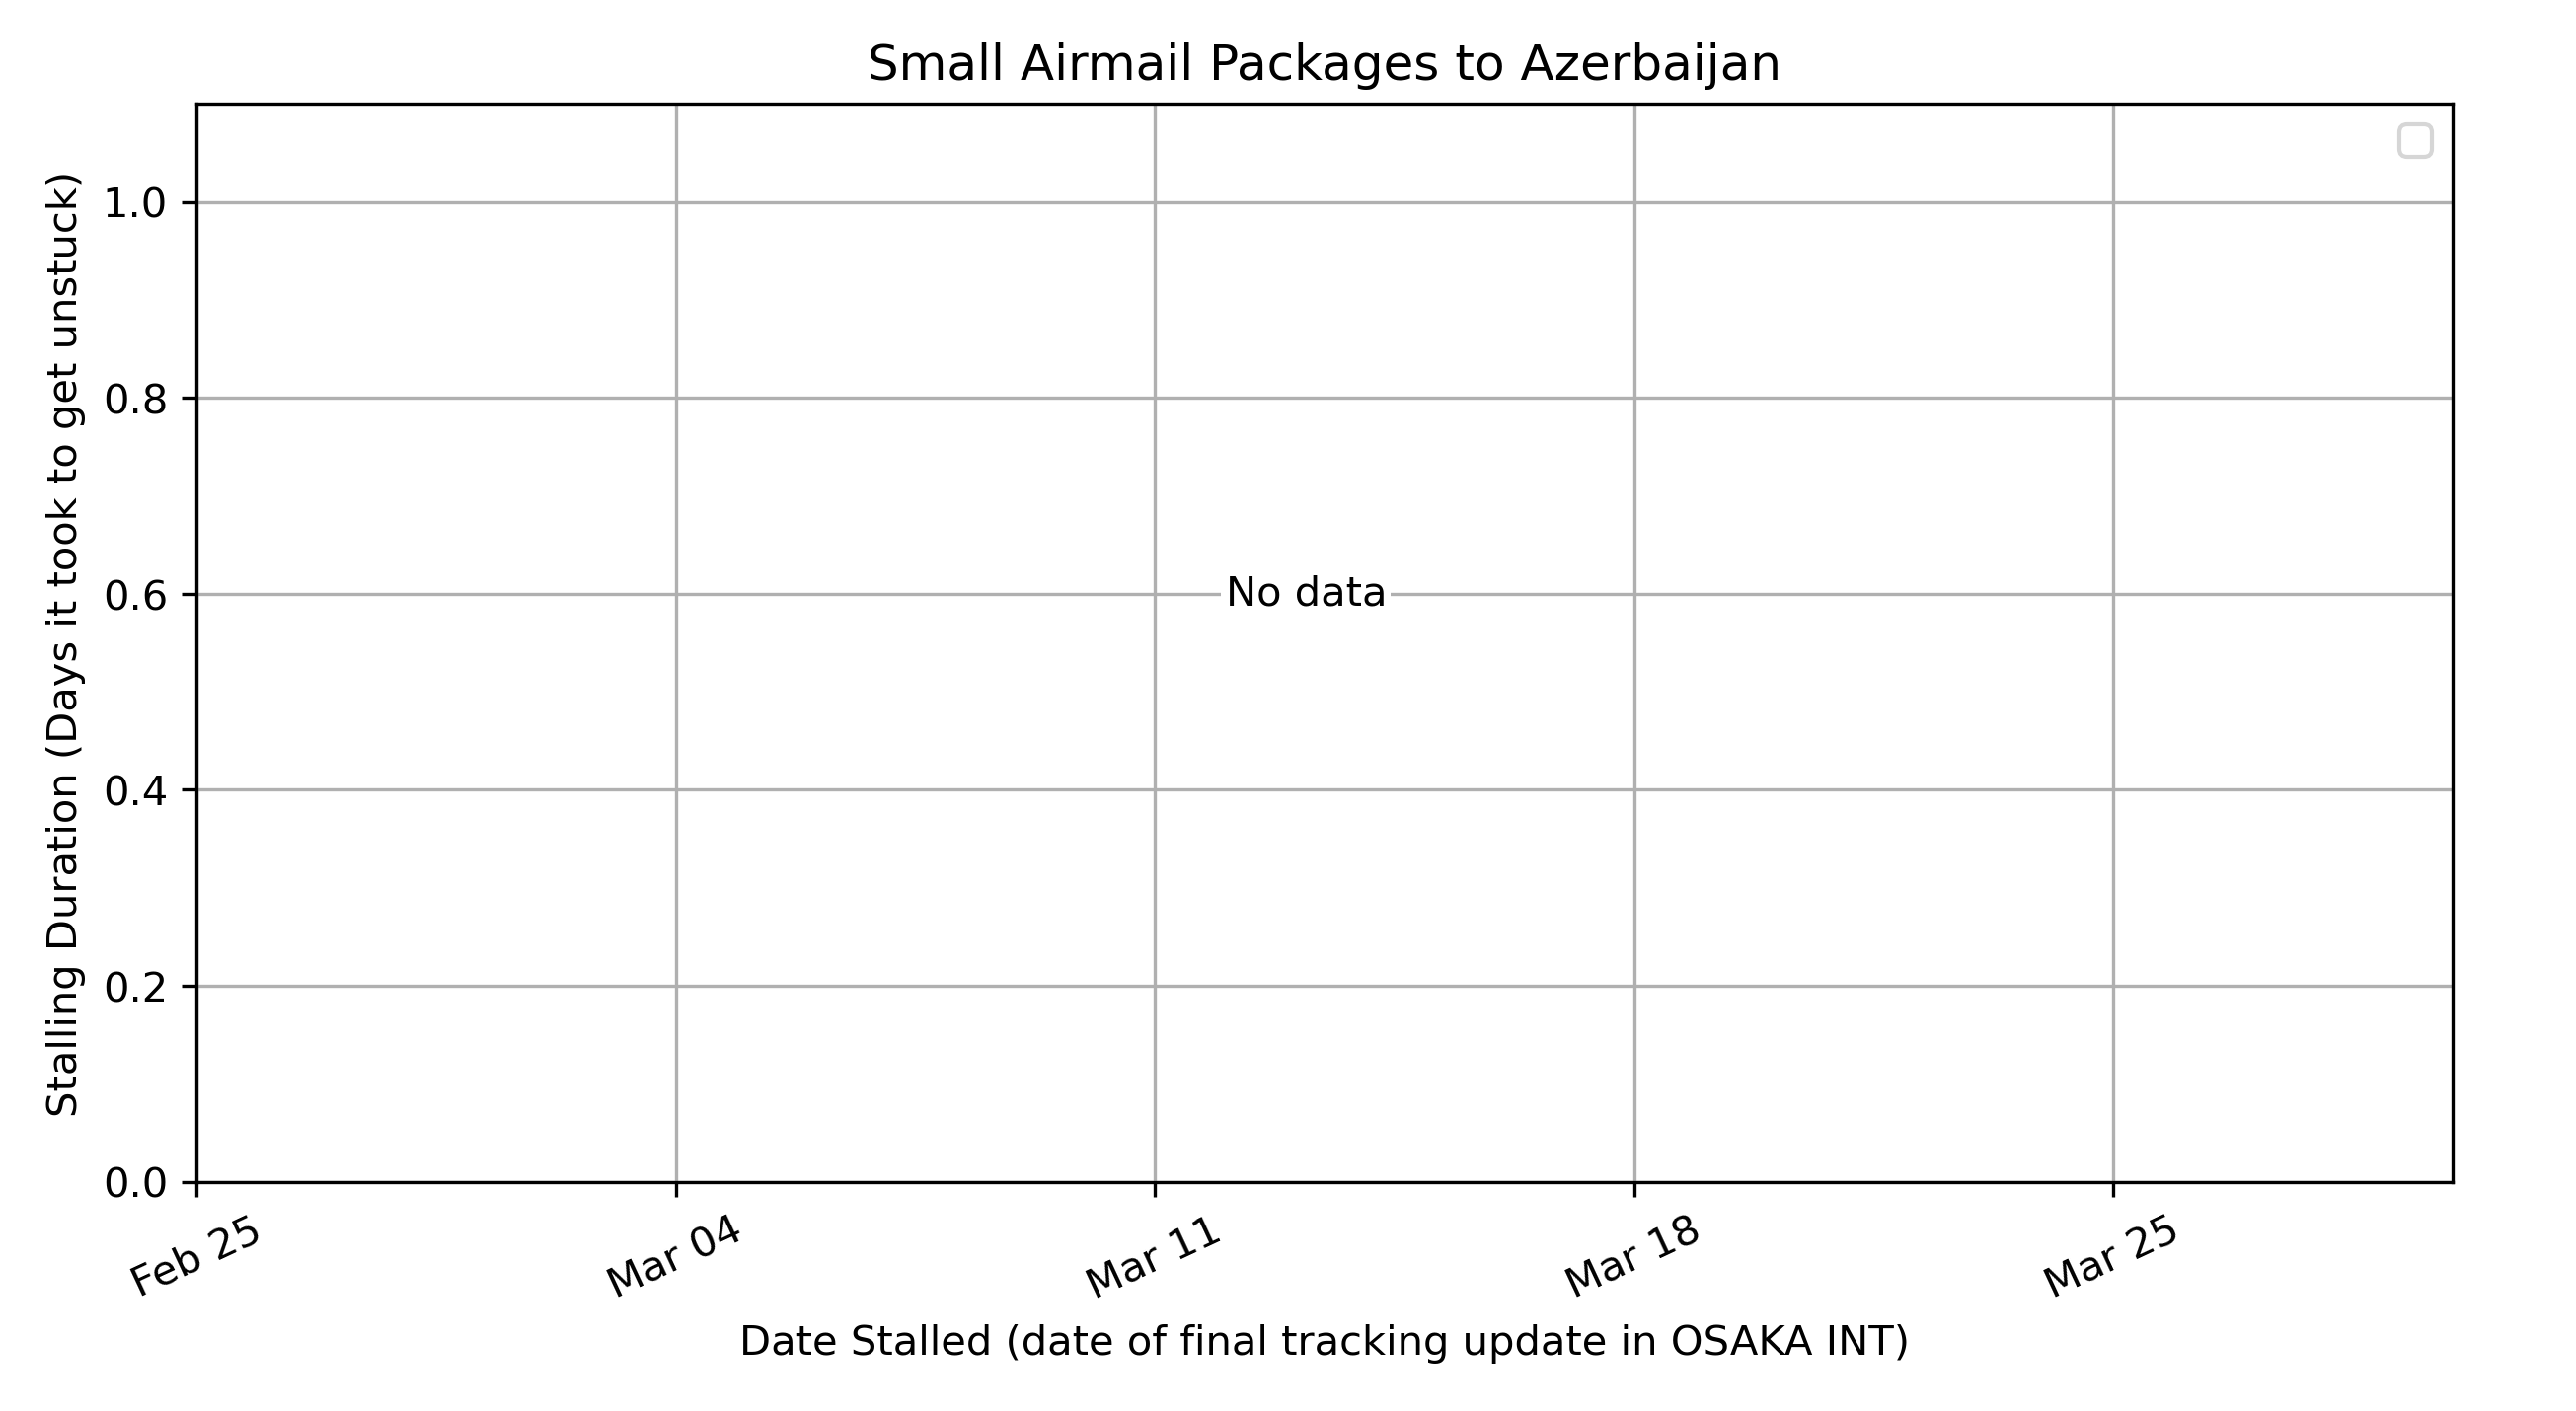 Small Airmail Packages to Azerbaijan
Stalling Duration (Days it took to get unstuck)
1.0
0.8
0.6
0.4
0.2
0.0
No data
Feb 25
Mar 04
Mar 11
Mar 18
Mar 25
Date Stalled (date of final tracking update in OSAKA INT)